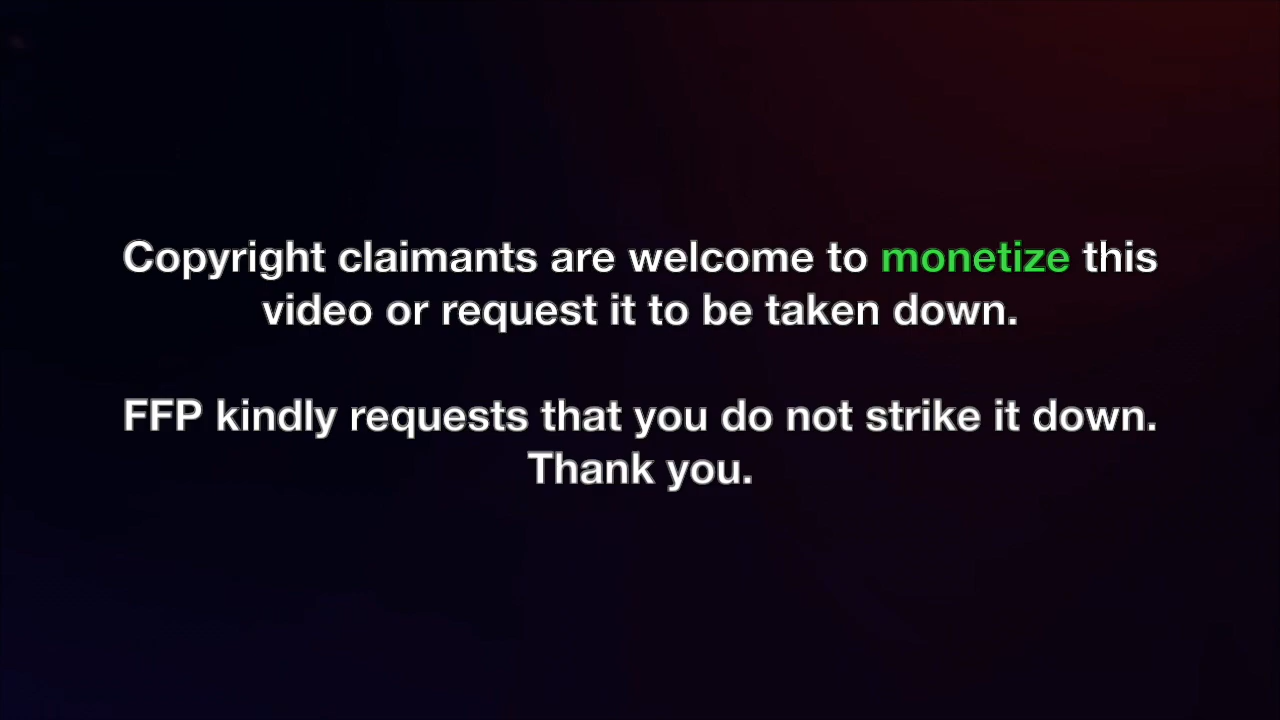 Copyright claimants are welcome to monetize this
video or request it to be taken down.
FFP kindly requests that you do not strike it down.
Thank you.